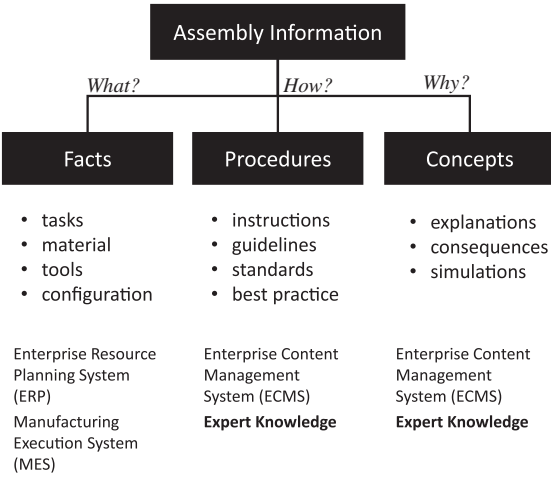 Assembly Information
What?
How?
Why?
Facts
Procedures
Concepts
• tasks
• material
• tools
• configuration
• instructions
• guidelines
• standards
• best practice
• explanations
• consequences
• simulations
Enterprise Resource
Planning System
(ERP)
Manufacturing
Execution System
(MES)
Enterprise Content
Management
System (ECMS)
Expert Knowledge
Enterprise Content
Management
System (ECMS)
Expert Knowledge